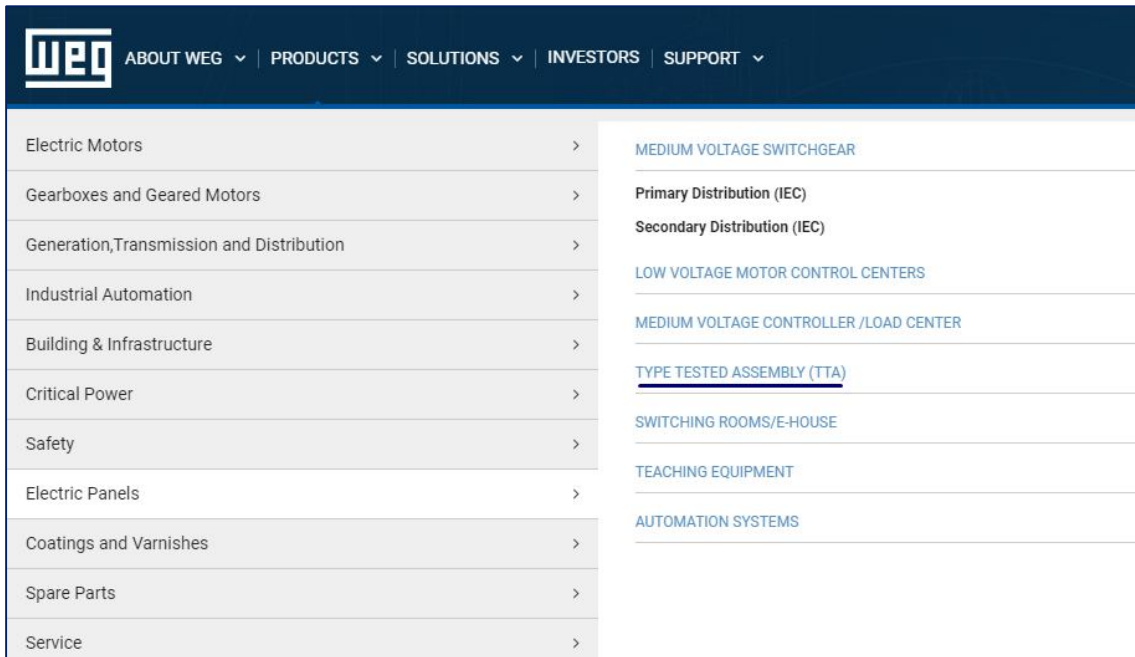 weg ABOUT WEG | PRODUCTS | SOLUTIONS | INVESTORS | SUPPORT
Electric Motors
Gearboxes and Geared Motors
Generation,Transmission and Distribution
Industrial Automation
Building & Infrastructure
Critical Power
Safety
Electric Panels
Coatings and Varnishes
Spare Parts
Service
MEDIUM VOLTAGE SWITCHGEAR
Primary Distribution (IEC)
Secondary Distribution (IEC)
LOW VOLTAGE MOTOR CONTROL CENTERS
MEDIUM VOLTAGE CONTROLLER /LOAD CENTER
TYPE TESTED ASSEMBLY (TTA)
SWITCHING ROOMS/E-HOUSE
TEACHING EQUIPMENT
AUTOMATION SYSTEMS